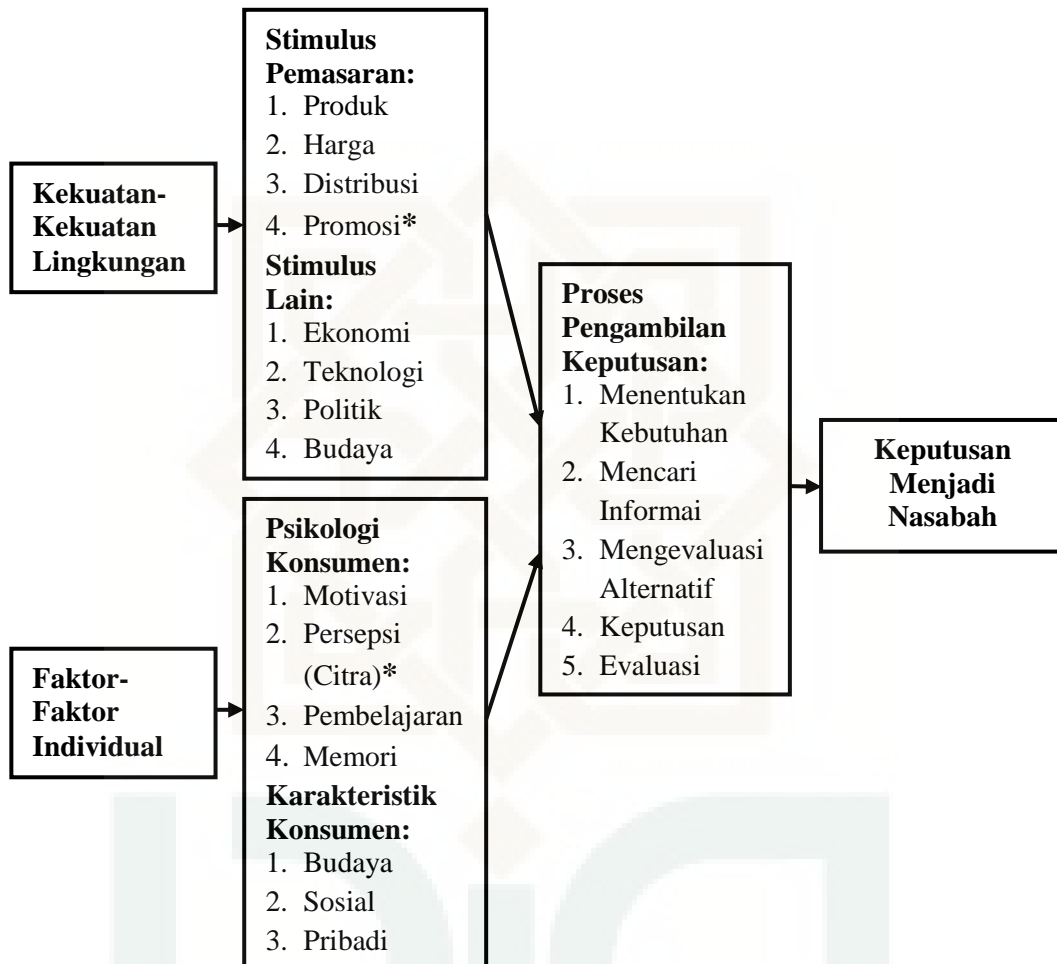 Kekuatan-
Kekuatan
Lingkungan
Stimulus
Pemasaran:
1. Produk
2. Harga
3. Distribusi
4. Promosi*
Stimulus
Lain:
1. Ekonomi
2. Teknologi
3. Politik
4. Budaya
Faktor-
Faktor
Individual
Psikologi
Konsumen:
1. Motivasi
2. Persepsi
(Citra)*
3. Pembelajaran
4. Memori
Karakteristik
Konsumen:
1. Budaya
2. Sosial
3. Pribadi
Proses
Pengambilan
Keputusan:
1. Menentukan
Kebutuhan
2. Mencari
Informai
3. Mengevaluasi
Alternatif
4. Keputusan
5. Evaluasi
Keputusan
Menjadi
Nasabah